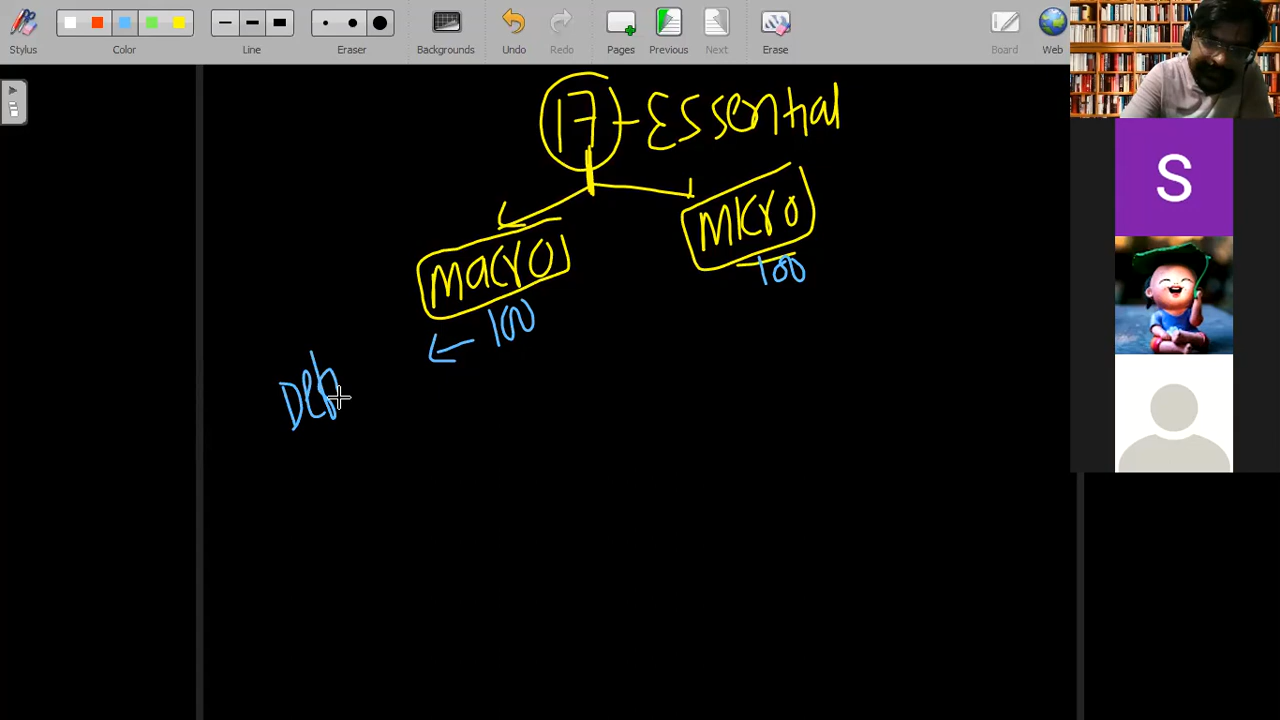 Stylus
Color
Line
Eraser
Backgrounds
Undo
Redo
Pages
Previous
Next
Erase
Board
Web
17 - Essential
Macro
Micro
100
← 100
Def
S